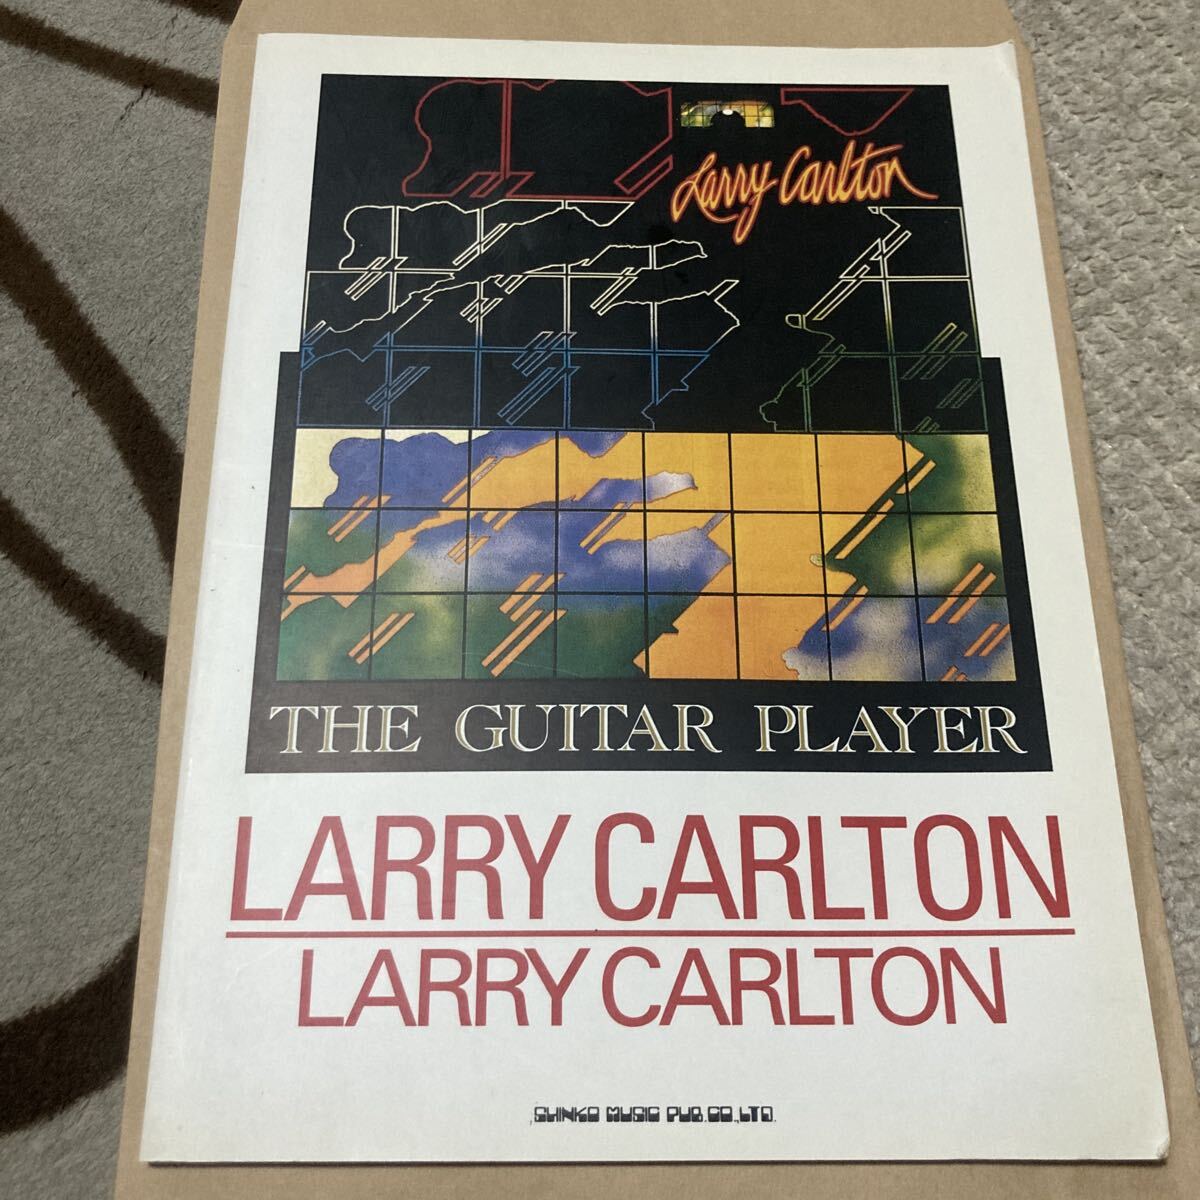 Larry Carlton
THE GUITAR PLAYER
LARRY CARLTON
LARRY CARLTON
SHINKO MUSIC PUB.CO.,LTD.